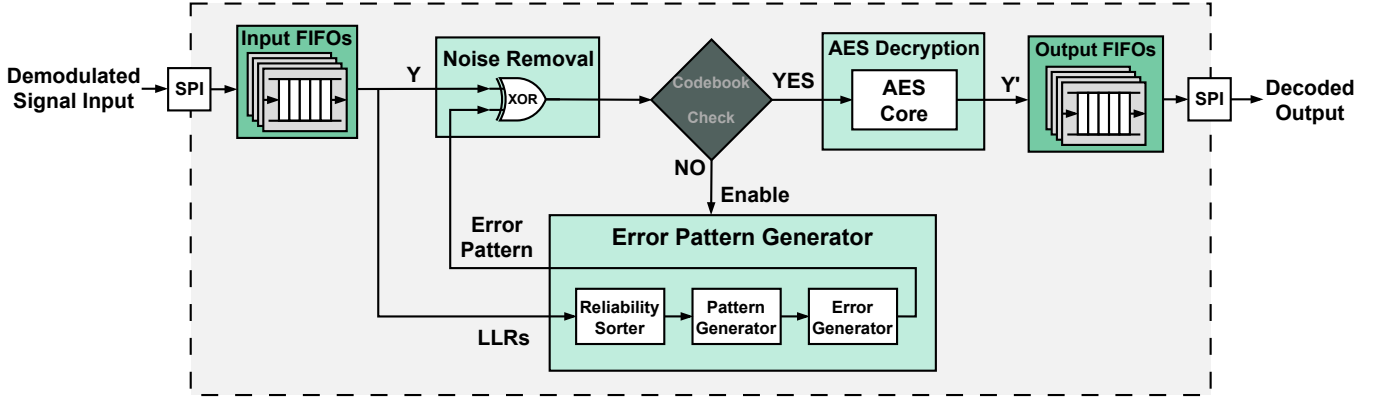 Demodulated
Signal Input
SPI
Input FIFOs
Y
Noise Removal
XOR
Codebook
Check
YES
NO
Enable
AES Decryption
AES
Core
Y'
Output FIFOs
SPI
Decoded
Output
Error
Pattern
LLRs
Error Pattern Generator
Reliability
Sorter
Pattern
Generator
Error
Generator